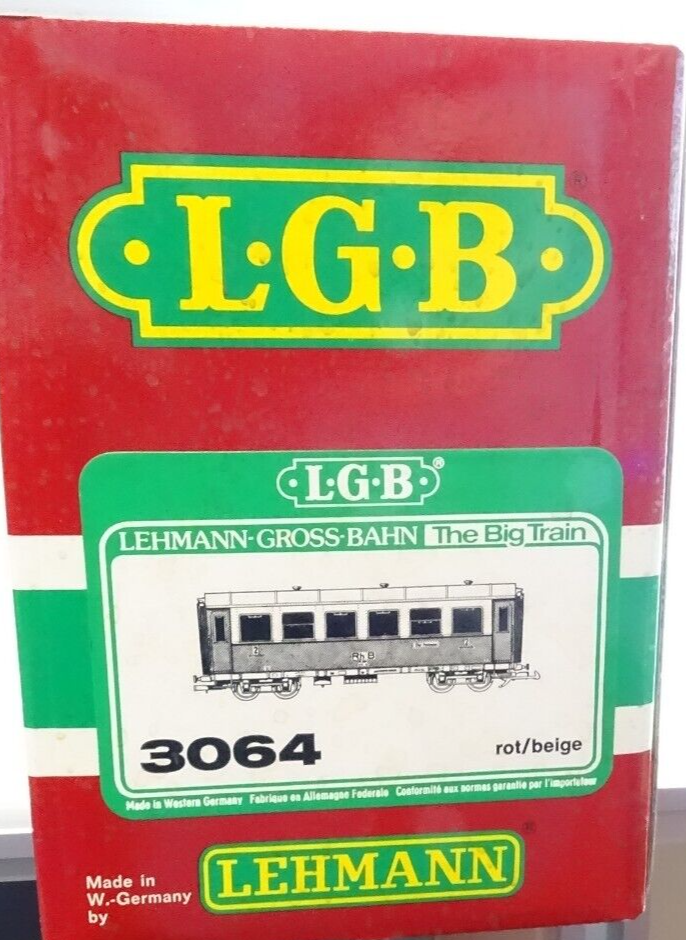 L·G·B®
L·G·B®
LEHMANN-GROSS-BAHN The Big Train
2
RhB
3064
rot/beige
Made in Western Germany Fabrique en Allemagne Federale Conformité aux normes garantie par l'importateur
Made in
W.-Germany
by
LEHMANN®